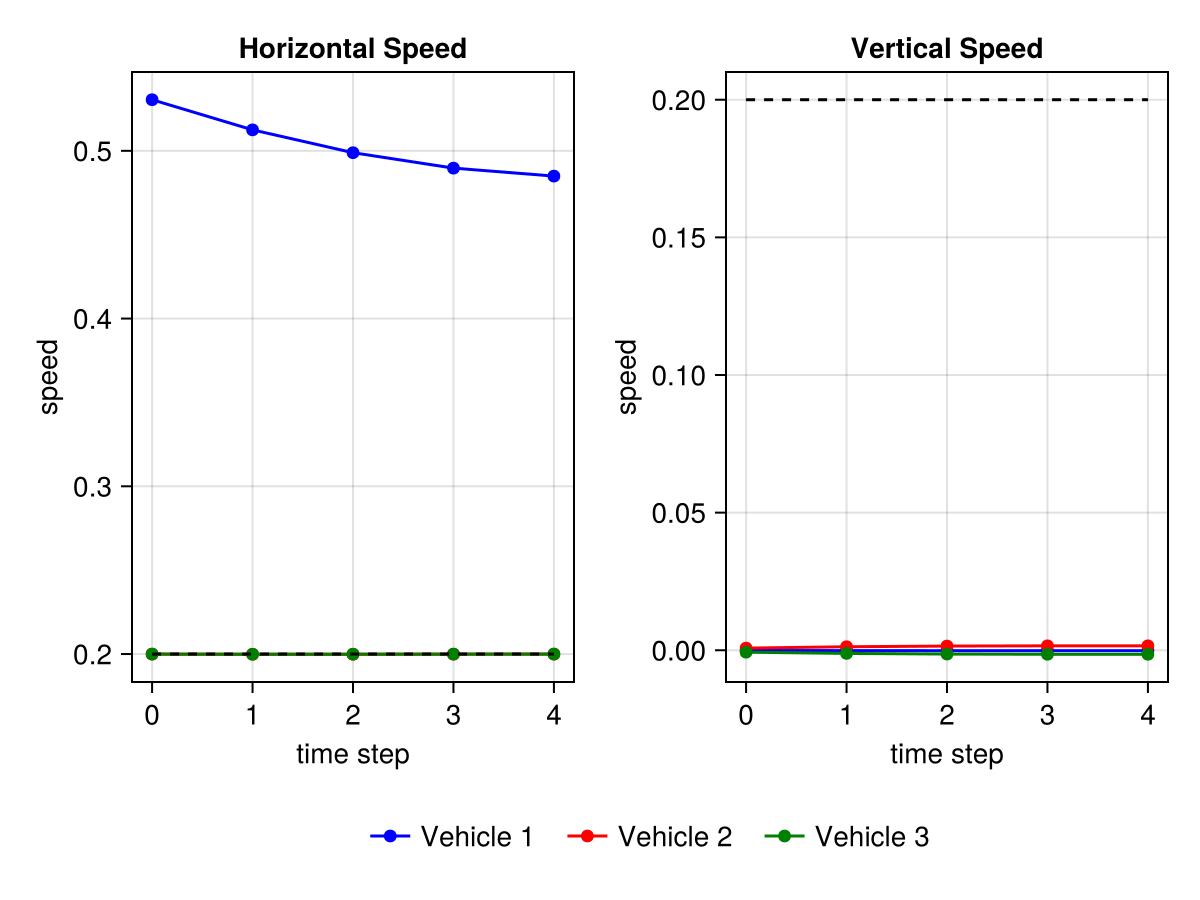 Horizontal Speed
0.5
0.4
0.3
0.2
speed
0 1 2 3 4
time step
Vertical Speed
0.20
0.15
0.10
0.05
0.00
speed
0 1 2 3 4
time step
Vehicle 1 Vehicle 2 Vehicle 3